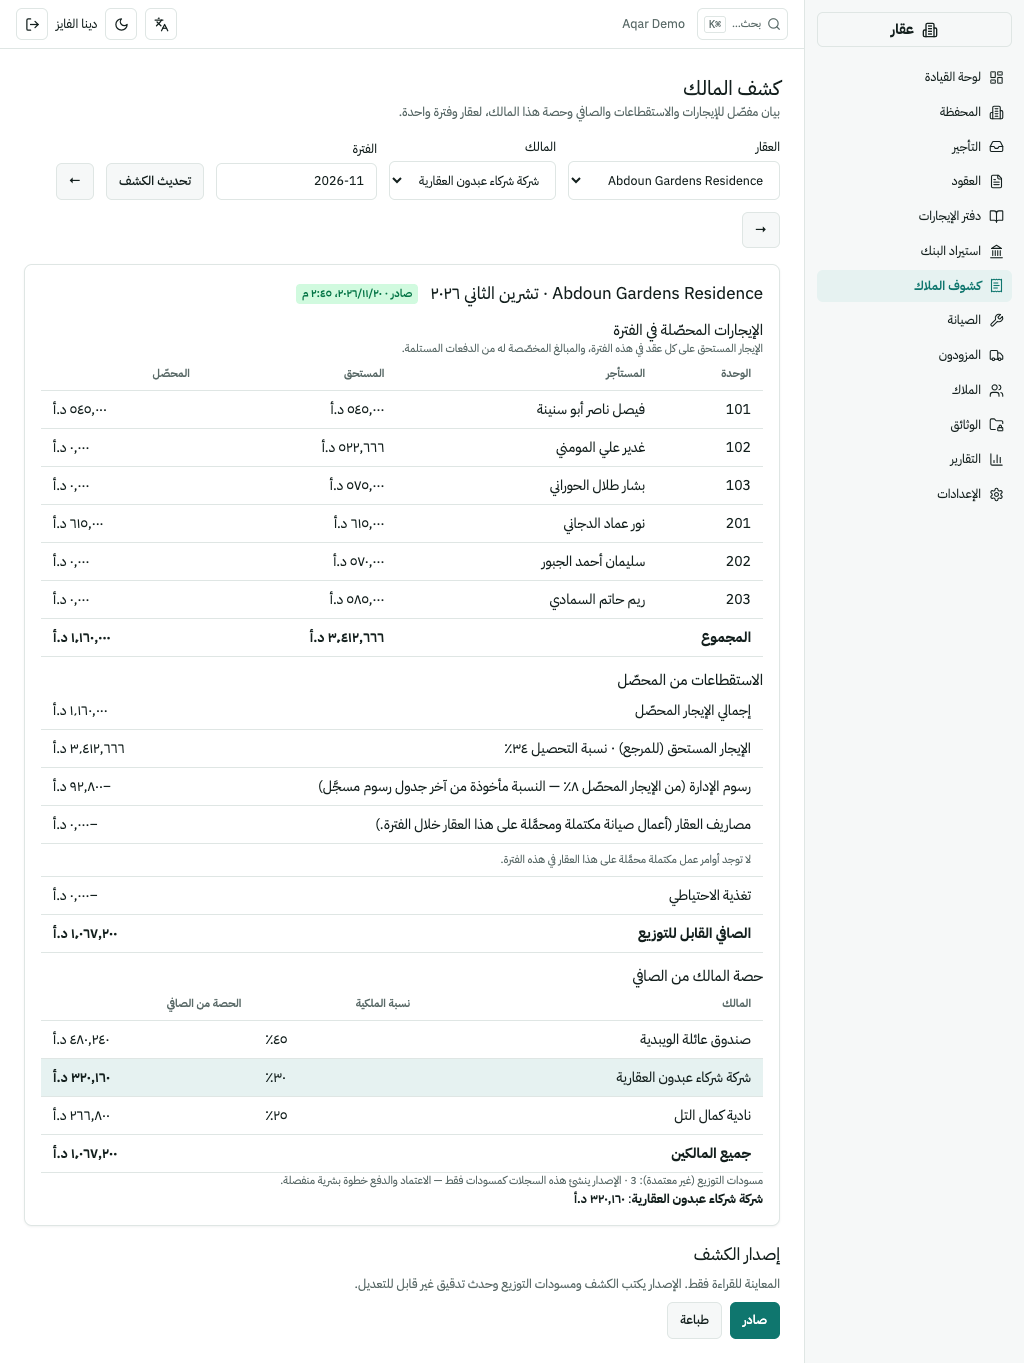 عقار
لوحة القيادة
المحفظة
التأجير
العقود
دفتر الإيجارات
استيراد البنك
كشوف الملاك
الصيانة
المزودون
الملاك
الوثائق
التقارير
الإعدادات
بحث... ⌘K
Aqar Demo
دينا الفايز
كشف المالك
بيان مفصّل للإيجارات والاستقطاعات والصافي وحصة هذا المالك، لعقار وفترة واحدة.
العقار المالك الفترة
Abdoun Gardens Residence شركة شركاء عبدون العقارية 2026-11 تحديث الكشف ←
→
Abdoun Gardens Residence · تشرين الثاني ٢٠٢٦ صادر · ٢٠٢٦/١١/٢٠، ٢:٤٥ م
الإيجارات المحصّلة في الفترة
الإيجار المستحق على كل عقد في هذه الفترة، والمبالغ المخصّصة له من الدفعات المستلمة.
الوحدة المستأجر المستحق المحصّل
101 فيصل ناصر أبو سنينة ٥٤٥,٠٠٠ د.أ ٥٤٥,٠٠٠ د.أ
102 غدير علي المومني ٥٢٢,٦٦٦ د.أ ٠,٠٠٠ د.أ
103 بشار طلال الحوراني ٥٧٥,٠٠٠ د.أ ٠,٠٠٠ د.أ
201 نور عماد الدجاني ٦١٥,٠٠٠ د.أ ٦١٥,٠٠٠ د.أ
202 سليمان أحمد الجبور ٥٧٠,٠٠٠ د.أ ٠,٠٠٠ د.أ
203 ريم حاتم السمادي ٥٨٥,٠٠٠ د.أ ٠,٠٠٠ د.أ
المجموع ٣,٤١٢,٦٦٦ د.أ ١,١٦٠,٠٠٠ د.أ
الاستقطاعات من المحصّل
إجمالي الإيجار المحصّل ١,١٦٠,٠٠٠ د.أ
الإيجار المستحق (للمرجع) · نسبة التحصيل ٣٤٪ ٣,٤١٢,٦٦٦ د.أ
رسوم الإدارة (من الإيجار المحصّل ٨٪ — النسبة مأخوذة من آخر جدول رسوم مسجَّل) −٩٢,٨٠٠ د.أ
مصاريف العقار (أعمال صيانة مكتملة ومحمَّلة على هذا العقار خلال الفترة.) −٠,٠٠٠ د.أ
لا توجد أوامر عمل مكتملة محمَّلة على هذا العقار في هذه الفترة.
تغذية الاحتياطي −٠,٠٠٠ د.أ
الصافي القابل للتوزيع ١,٠٦٧,٢٠٠ د.أ
حصة المالك من الصافي
المالك نسبة الملكية الحصة من الصافي
صندوق عائلة الويبدية ٤٥٪ ٤٨٠,٢٤٠ د.أ
شركة شركاء عبدون العقارية ٣٠٪ ٣٢٠,١٦٠ د.أ
نادية كمال التل ٢٥٪ ٢٦٦,٨٠٠ د.أ
جميع المالكين ١,٠٦٧,٢٠٠ د.أ
مسودات التوزيع (غير معتمدة): 3 · الإصدار ينشئ هذه السجلات كمسودات فقط — الاعتماد والدفع خطوة بشرية منفصلة.
شركة شركاء عبدون العقارية: ٣٢٠,١٦٠ د.أ
إصدار الكشف
المعاينة للقراءة فقط. الإصدار يكتب الكشف ومسودات التوزيع وحدث تدقيق غير قابل للتعديل.
صادر طباعة